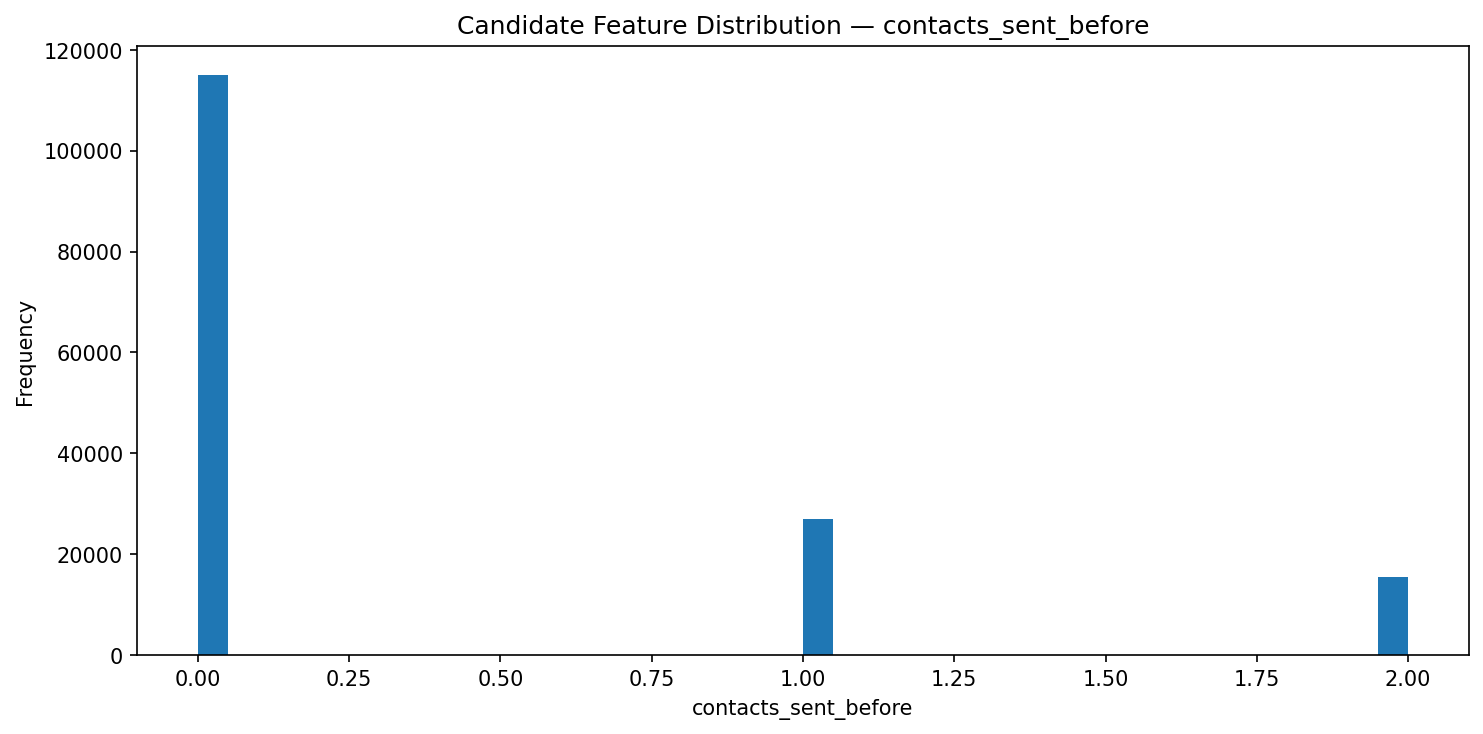 Candidate Feature Distribution — contacts_sent_before
120000
100000
80000
60000
40000
20000
0
Frequency
0.00 0.25 0.50 0.75 1.00 1.25 1.50 1.75 2.00
contacts_sent_before